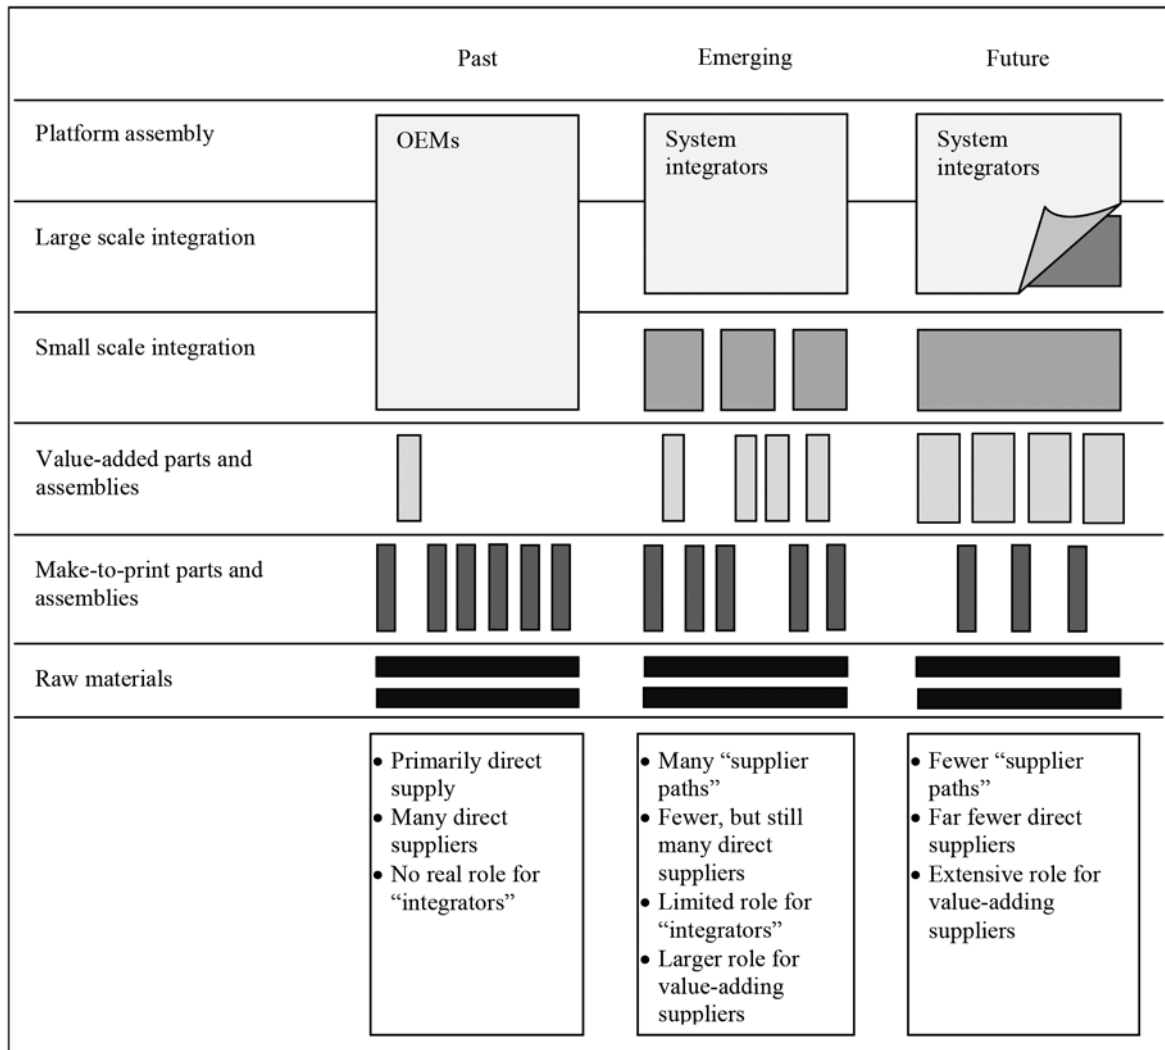 Past Emerging Future
Platform assembly
OEMs
System
integrators
System
integrators
Large scale integration
Small scale integration
Value-added parts and
assemblies
Make-to-print parts and
assemblies
Raw materials
• Primarily direct
supply
• Many direct
suppliers
• No real role for
“integrators”
• Many “supplier
paths”
• Fewer, but still
many direct
suppliers
• Limited role for
“integrators”
• Larger role for
value-adding
suppliers
• Fewer “supplier
paths”
• Far fewer direct
suppliers
• Extensive role for
value-adding
suppliers